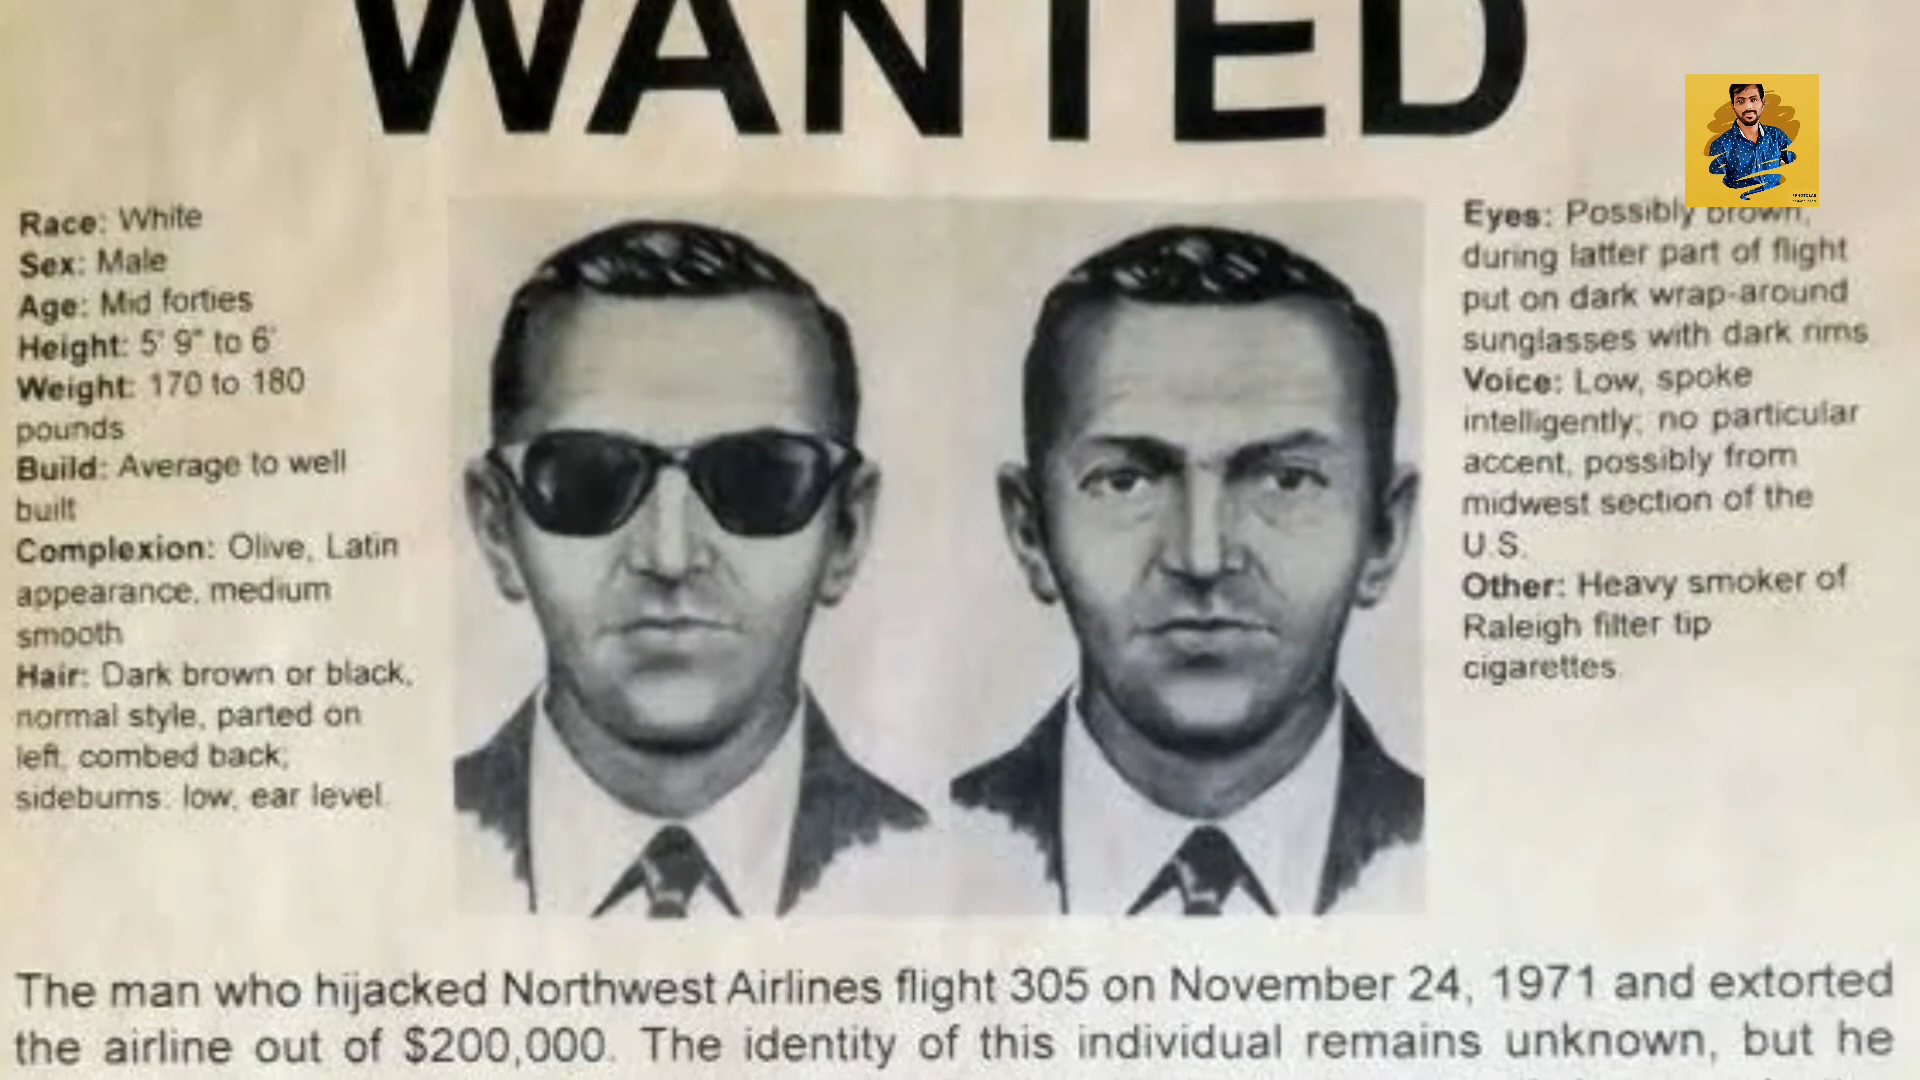 WANTED
Race: White
Sex: Male
Age: Mid forties
Height: 5' 9" to 6'
Weight: 170 to 180
pounds
Build: Average to well
built
Complexion: Olive, Latin
appearance, medium
smooth
Hair: Dark brown or black,
normal style, parted on
left, combed back;
sideburns: low, ear level.
Eyes: Possibly brown,
during latter part of flight
put on dark wrap-around
sunglasses with dark rims
Voice: Low, spoke
intelligently; no particular
accent, possibly from
midwest section of the
U.S.
Other: Heavy smoker of
Raleigh filter tip
cigarettes.
The man who hijacked Northwest Airlines flight 305 on November 24, 1971 and extorted
the airline out of $200,000. The identity of this individual remains unknown, but he